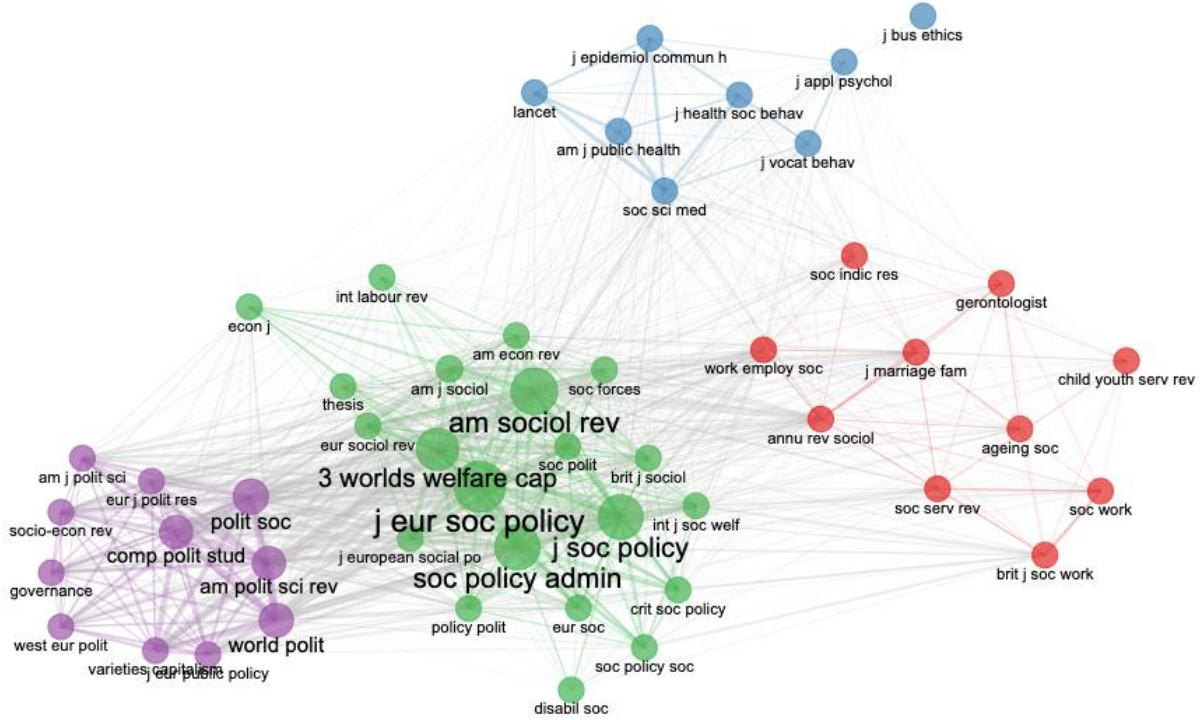 j bus ethics
j epidemiol commun h
j appl psychol
lancet
j health soc behav
am j public health
j vocat behav
soc sci med
soc indic res
int labour rev
gerontologist
econ j
am econ rev
work employ soc
j marriage fam
child youth serv rev
am j sociol
soc forces
thesis
am sociol rev
annu rev sociol
eur sociol rev
ageing soc
soc polit
3 worlds welfare cap
brit j sociol
am j polit sci
eur j polit res
soc serv rev
soc work
polit soc
j eur soc policy
int j soc welf
socio-econ rev
comp polit stud
j european social po
j soc policy
am polit sci rev
soc policy admin
brit j soc work
governance
crit soc policy
policy polit
eur soc
west eur polit
world polit
varieties capitalism
j eur public policy
soc policy soc
disabil soc